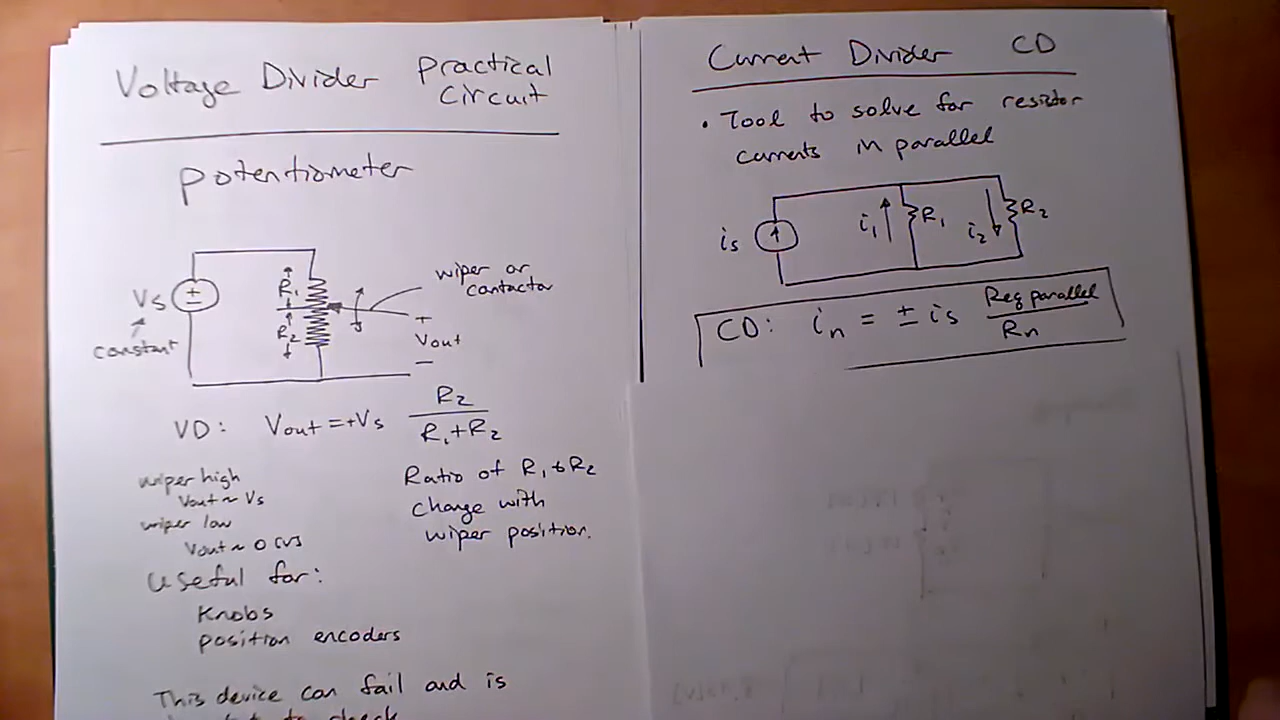 Voltage Divider Practical
Circuit
potentiometer
Vs
constant
R1
R2
wiper or
contactor
+
Vout
−
VD: Vout = +Vs R2 / R1+R2
wiper high
Vout ~ Vs
wiper low
Vout ~ 0 (V)
Ratio of R1 to R2
change with
wiper position.
Useful for:
Knobs
position encoders
This device can fail and is
to check
Current Divider CD
• Tool to solve for resistor
currents in parallel
is
i1
R1
i2
R2
CD: in = ± is Req parallel / Rn